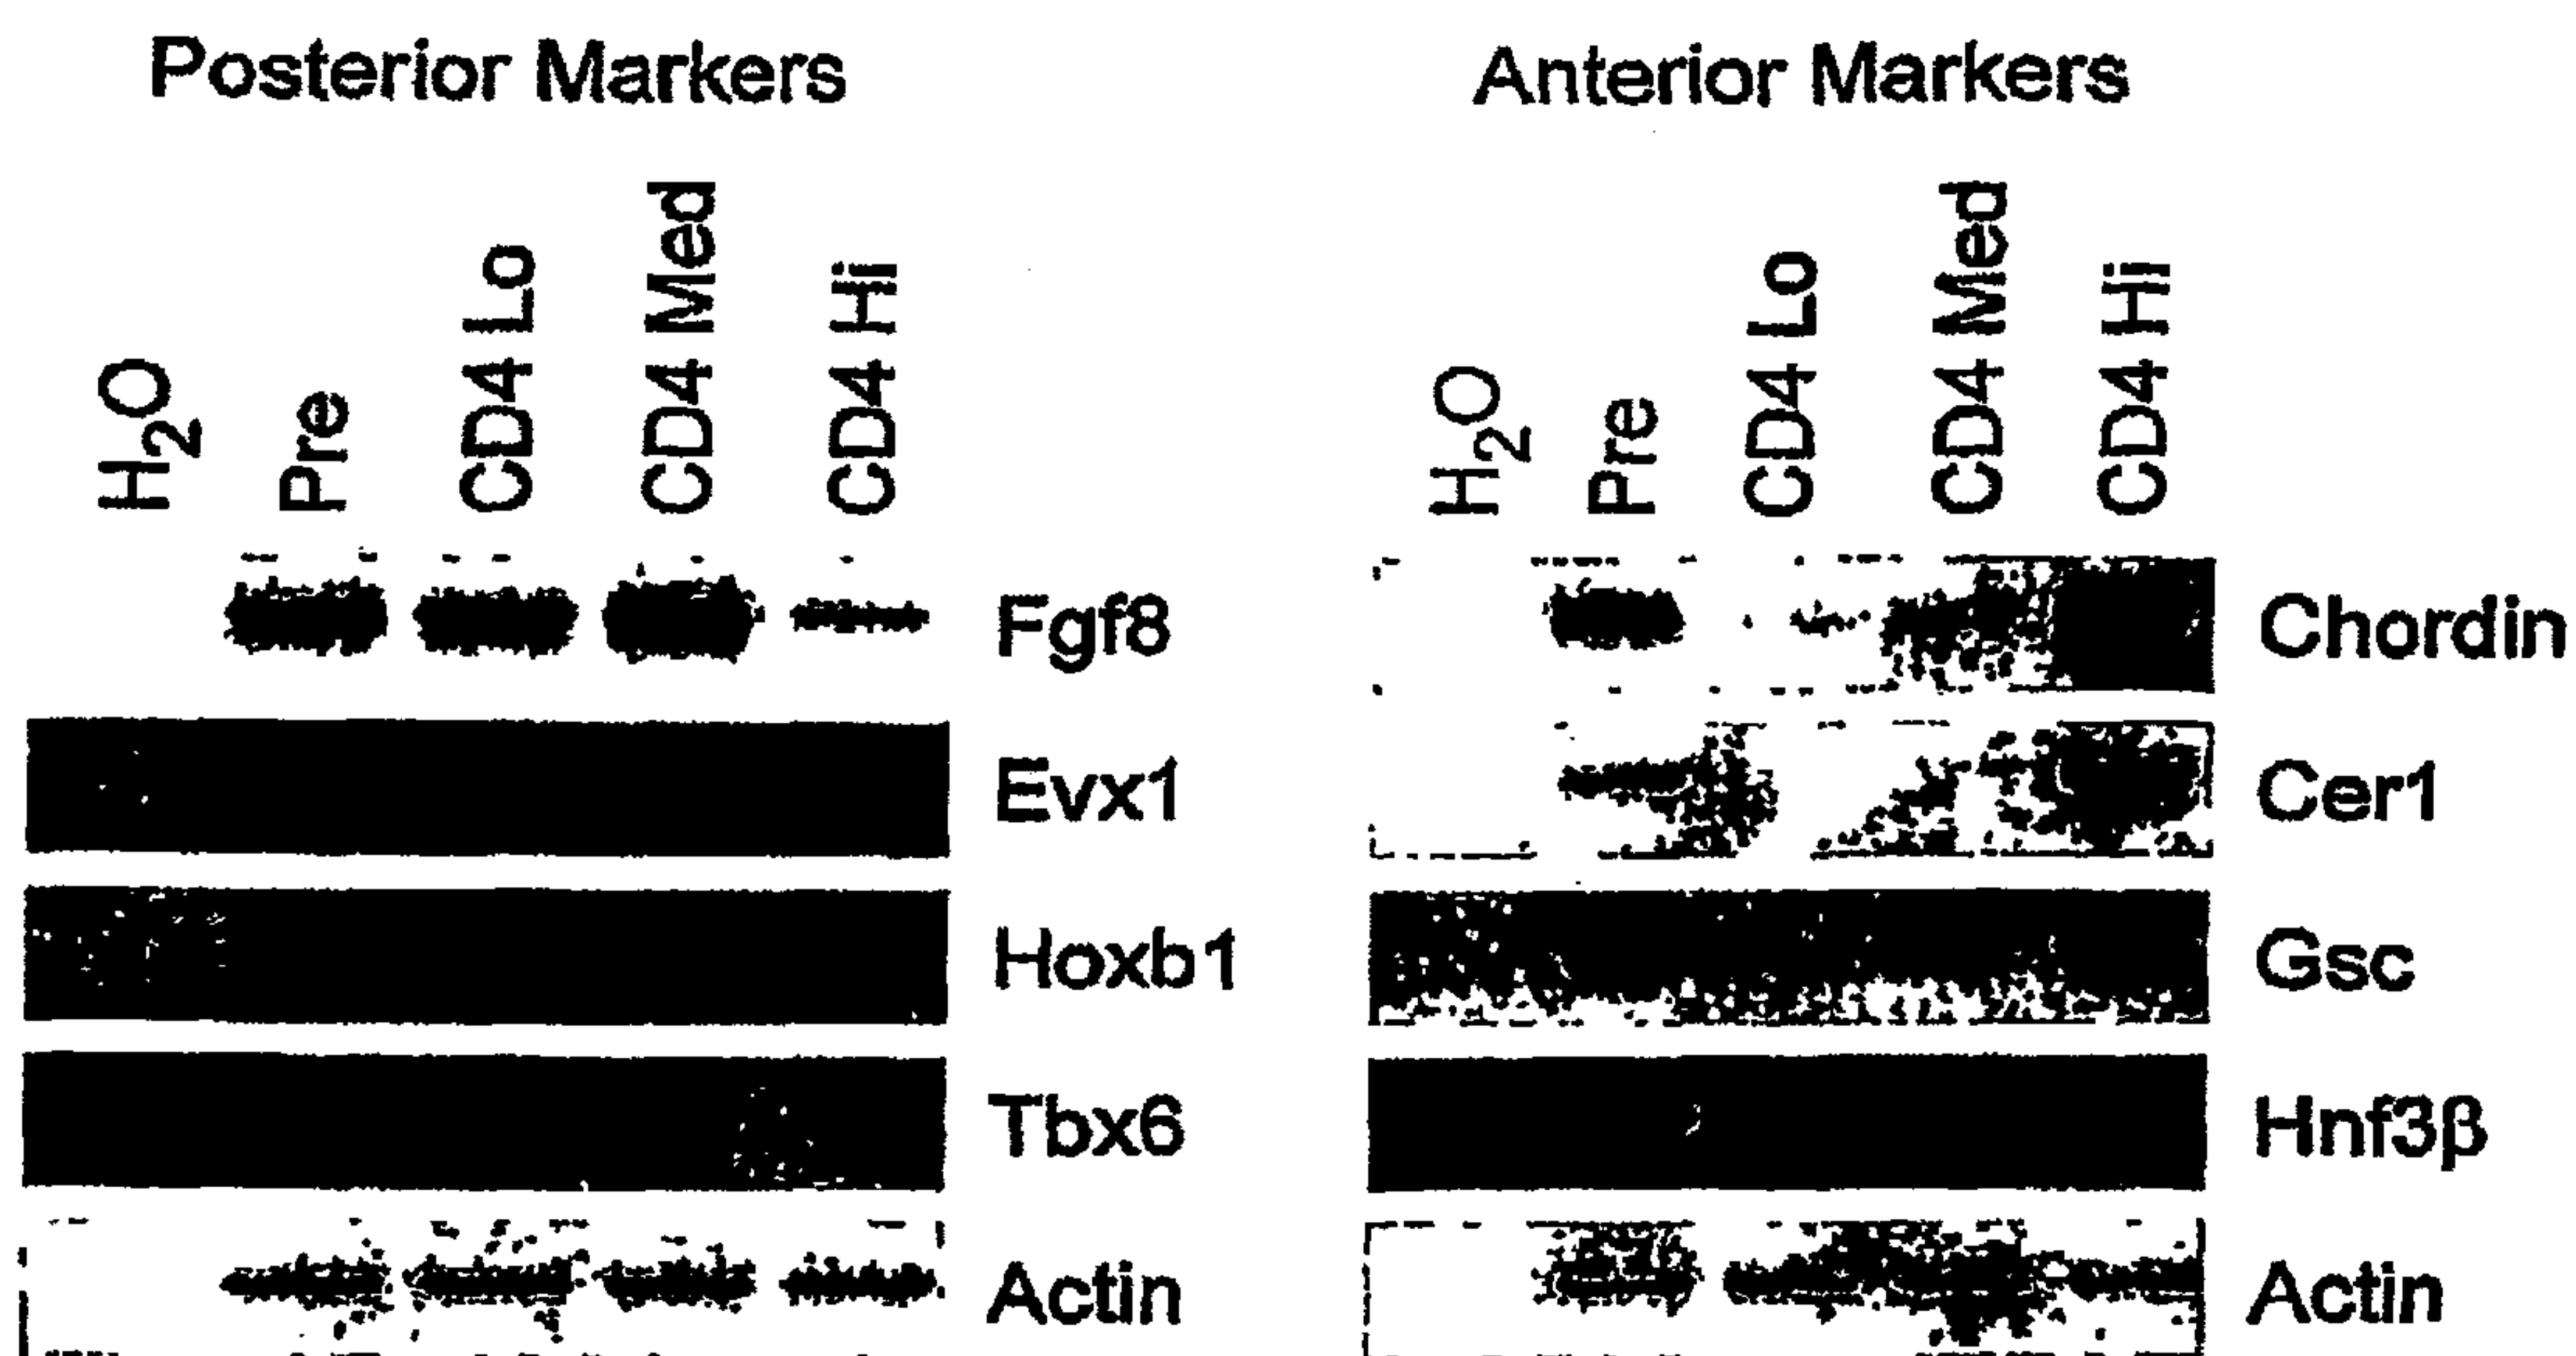 Posterior Markers
H₂O
Pre
CD4 Lo
CD4 Med
CD4 Hi
Fgf8
Evx1
Hoxb1
Tbx6
Actin
Anterior Markers
H₂O
Pre
CD4 Lo
CD4 Med
CD4 Hi
Chordin
Cer1
Gsc
Hnf3β
Actin